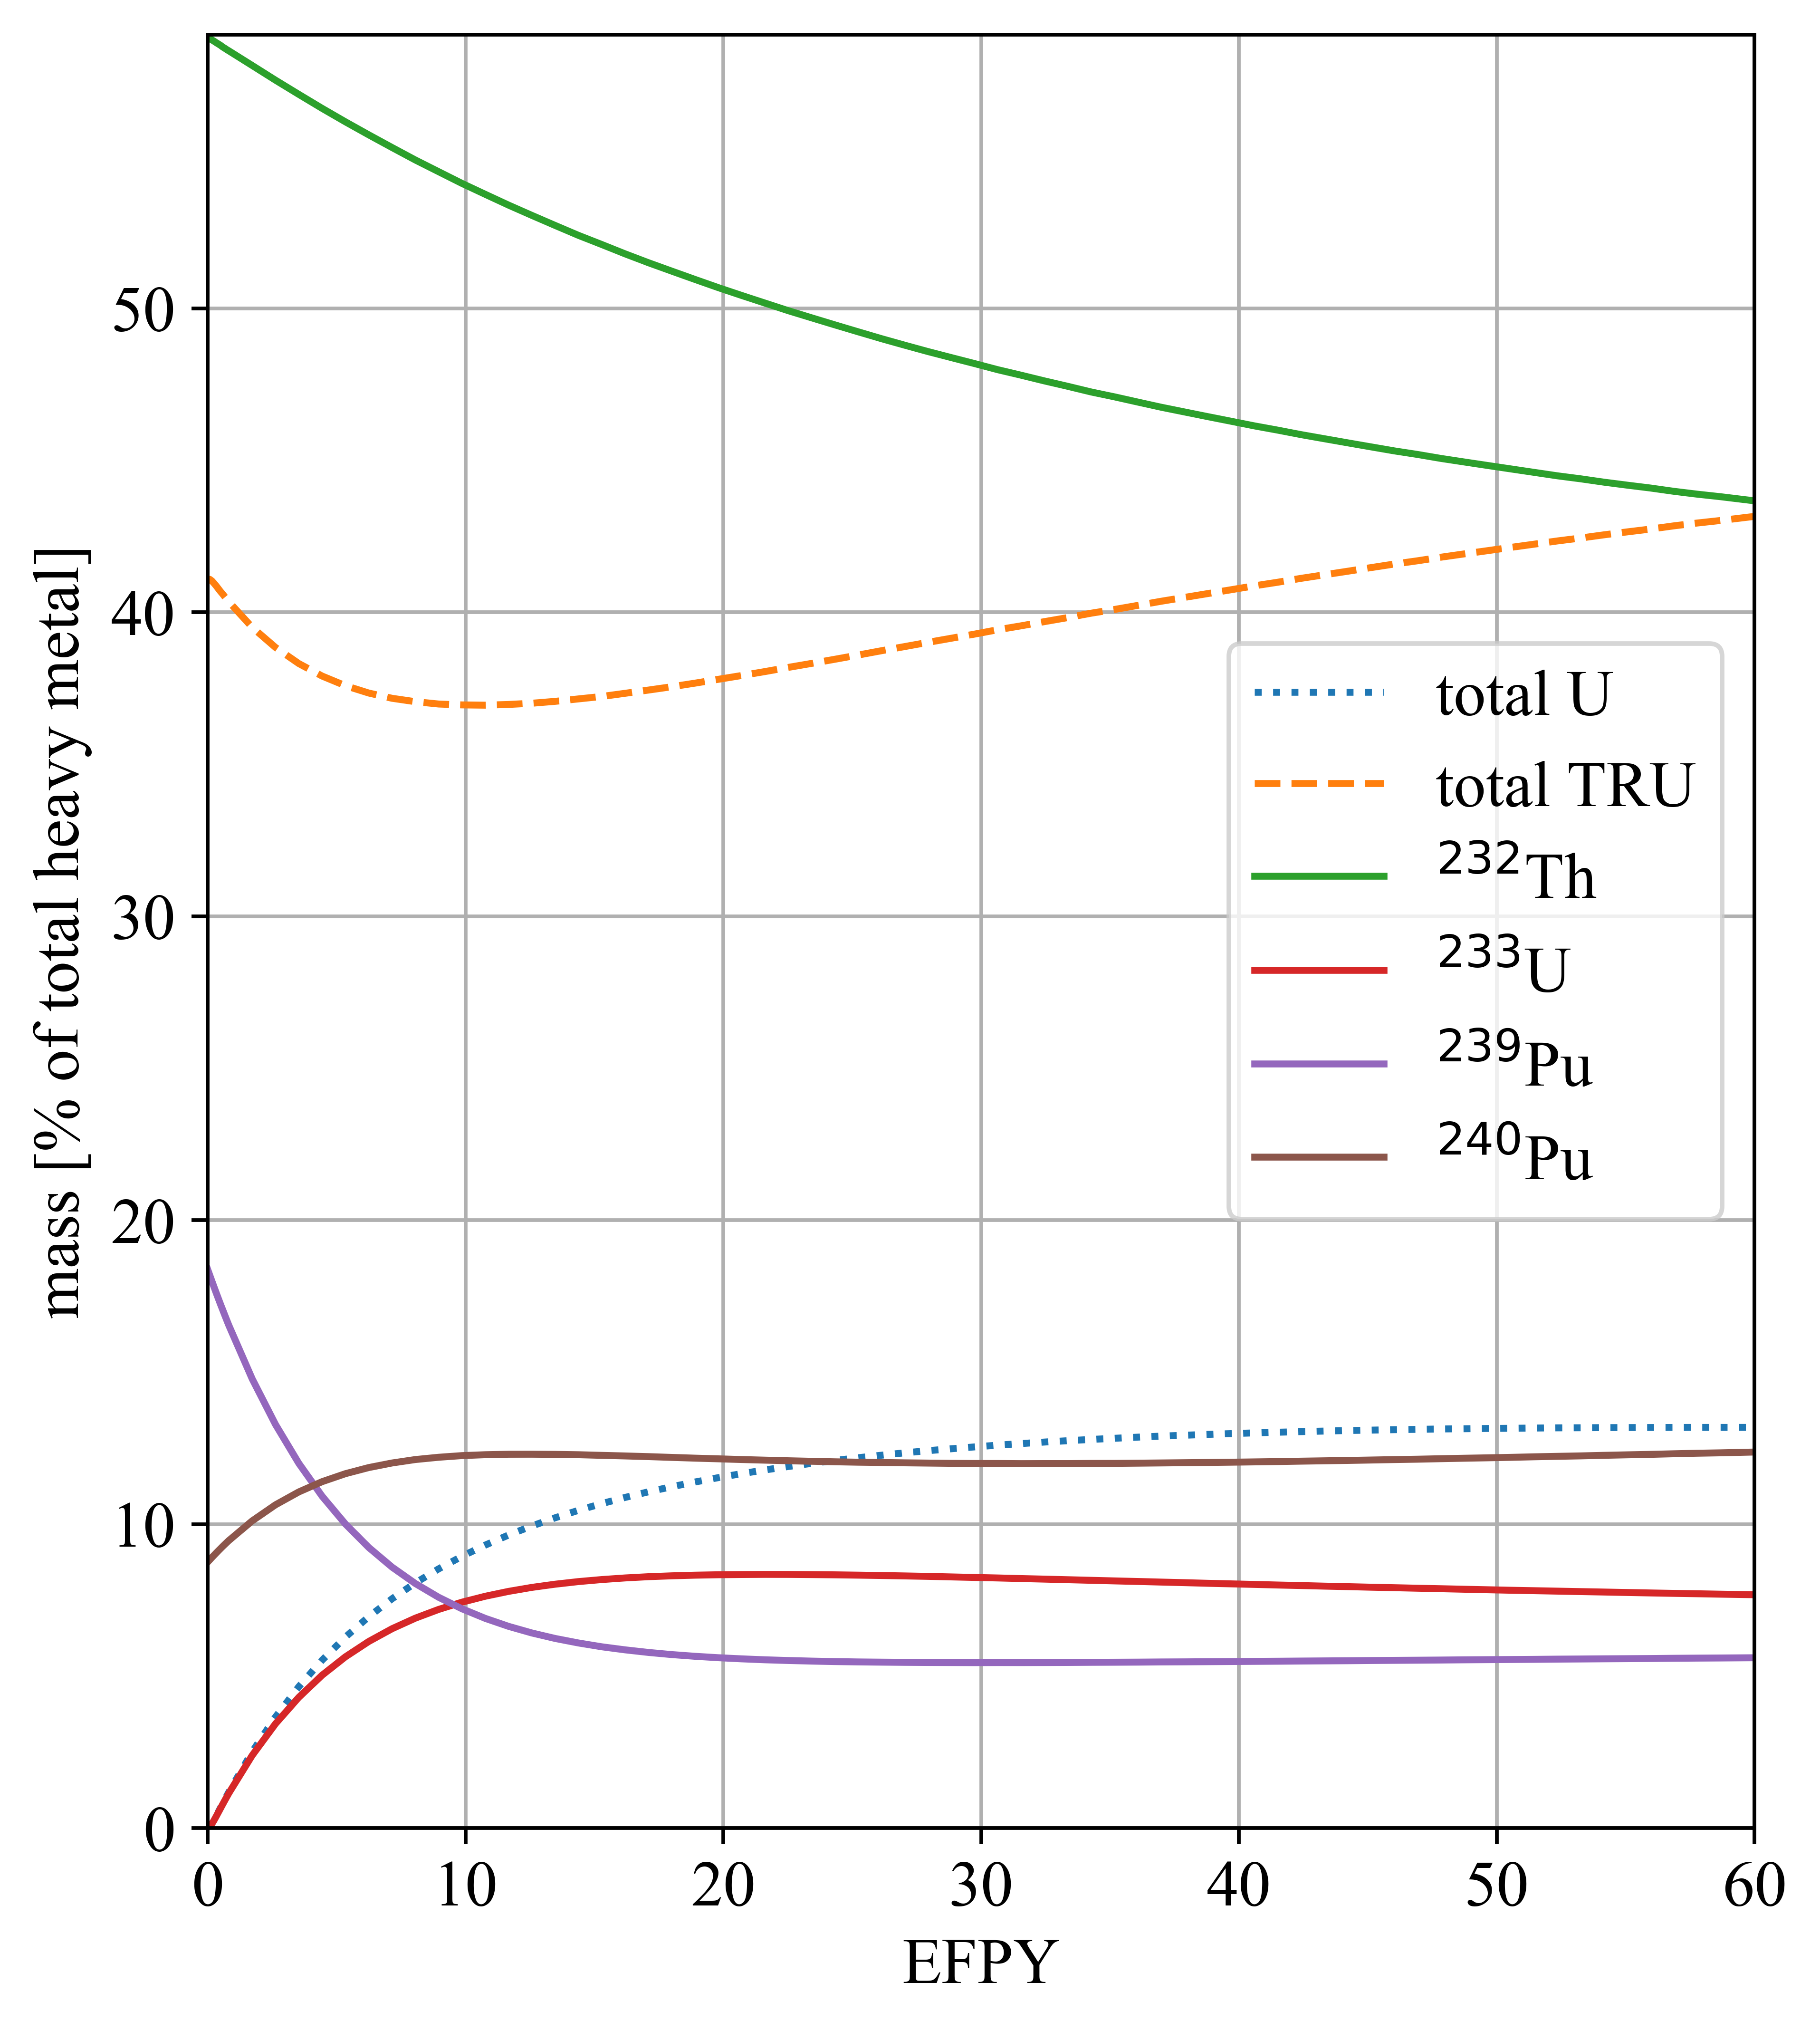 mass [% of total heavy metal]
50
40
30
20
10
0
total U
total TRU
²³²Th
²³³U
²³⁹Pu
²⁴⁰Pu
0 10 20 30 40 50 60
EFPY